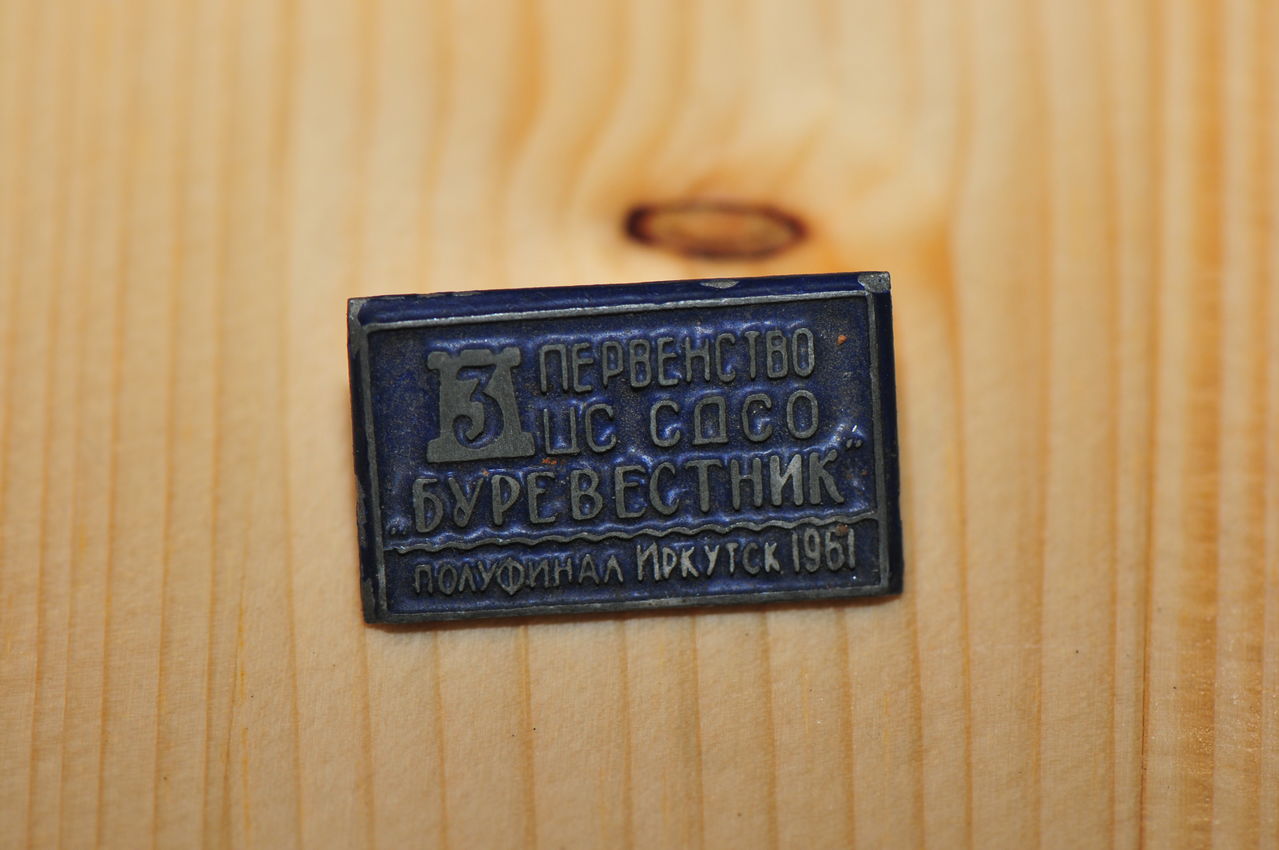 3 ПЕРВЕНСТВО
ЦС СДСО
„БУРЕВЕСТНИК“
ПОЛУФИНАЛ ИРКУТСК 1961